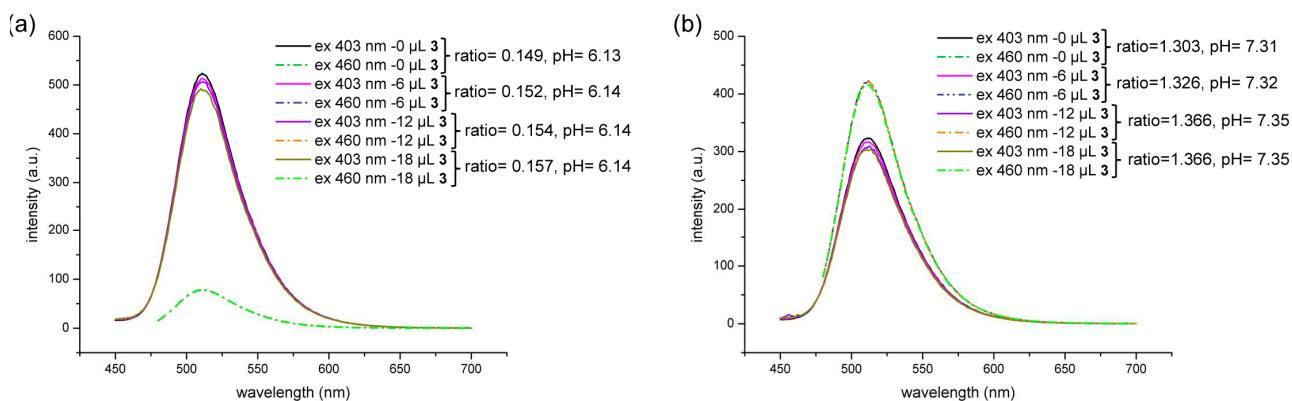 (a)
600
500
400
300
200
100
0
intensity (a.u.)
450 500 550 600 650 700
wavelength (nm)
ex 403 nm -0 µL 3
ex 460 nm -0 µL 3
ratio= 0.149, pH= 6.13
ex 403 nm -6 µL 3
ex 460 nm -6 µL 3
ratio= 0.152, pH= 6.14
ex 403 nm -12 µL 3
ex 460 nm -12 µL 3
ratio= 0.154, pH= 6.14
ex 403 nm -18 µL 3
ex 460 nm -18 µL 3
ratio= 0.157, pH= 6.14
(b)
500
400
300
200
100
0
intensity (a.u.)
450 500 550 600 650 700
wavelength (nm)
ex 403 nm -0 µL 3
ex 460 nm -0 µL 3
ratio=1.303, pH= 7.31
ex 403 nm -6 µL 3
ex 460 nm -6 µL 3
ratio=1.326, pH= 7.32
ex 403 nm -12 µL 3
ex 460 nm -12 µL 3
ratio=1.366, pH= 7.35
ex 403 nm -18 µL 3
ex 460 nm -18 µL 3
ratio=1.366, pH= 7.35